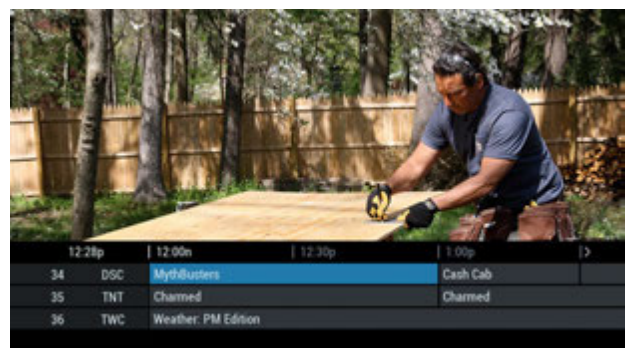 12:28p | 12:00n | 12:30p | 1:00p | >
34 DSC MythBusters Cash Cab
35 TNT Charmed Charmed
36 TWC Weather: PM Edition